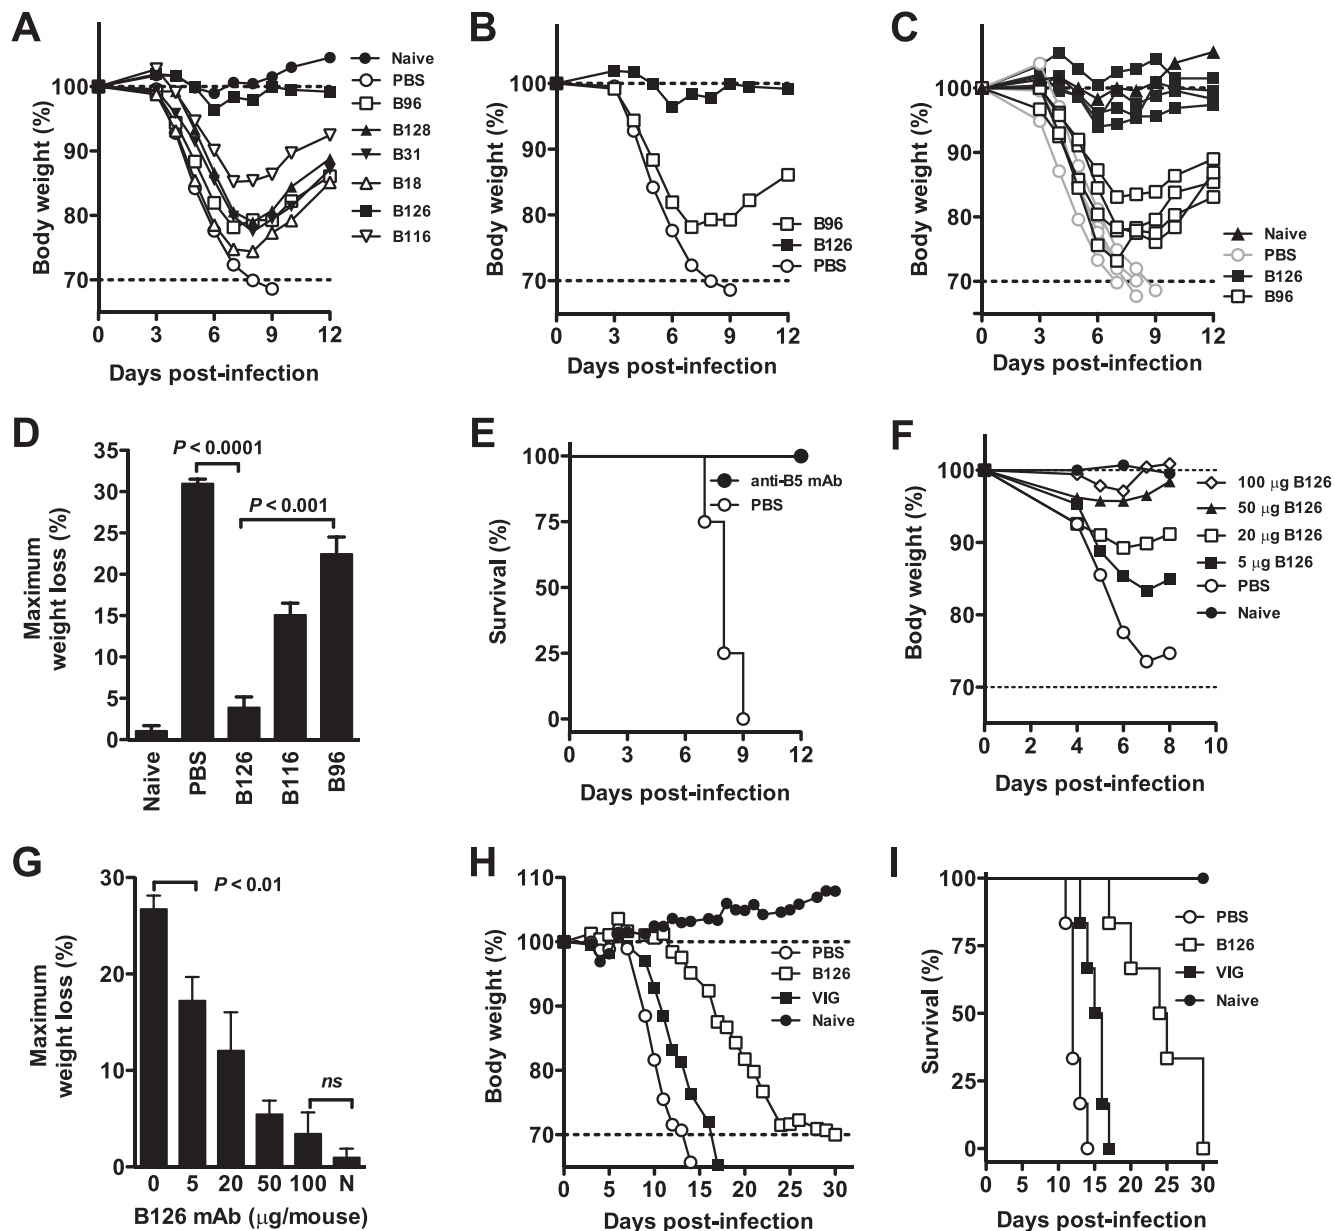 A
Body weight (%)
100
90
80
70
0 3 6 9 12
Days post-infection
Naive
PBS
B96
B128
B31
B18
B126
B116
B
Body weight (%)
100
90
80
70
0 3 6 9 12
Days post-infection
B96
B126
PBS
C
Body weight (%)
100
90
80
70
0 3 6 9 12
Days post-infection
Naive
PBS
B126
B96
D
Maximum
weight loss (%)
35
30
25
20
15
10
5
0
P < 0.0001
P < 0.001
Naive
PBS
B126
B116
B96
E
Survival (%)
100
75
50
25
0
0 3 6 9 12
Days post-infection
anti-B5 mAb
PBS
F
Body weight (%)
100
90
80
70
0 2 4 6 8 10
Days post-infection
100 μg B126
50 μg B126
20 μg B126
5 μg B126
PBS
Naive
G
Maximum
weight loss (%)
30
20
10
0
P < 0.01
ns
0 5 20 50 100 N
B126 mAb (μg/mouse)
H
Body weight (%)
110
100
90
80
70
0 5 10 15 20 25 30
Days post-infection
PBS
B126
VIG
Naive
I
Survival (%)
100
75
50
25
0
0 5 10 15 20 25 30
Days post-infection
PBS
B126
VIG
Naive